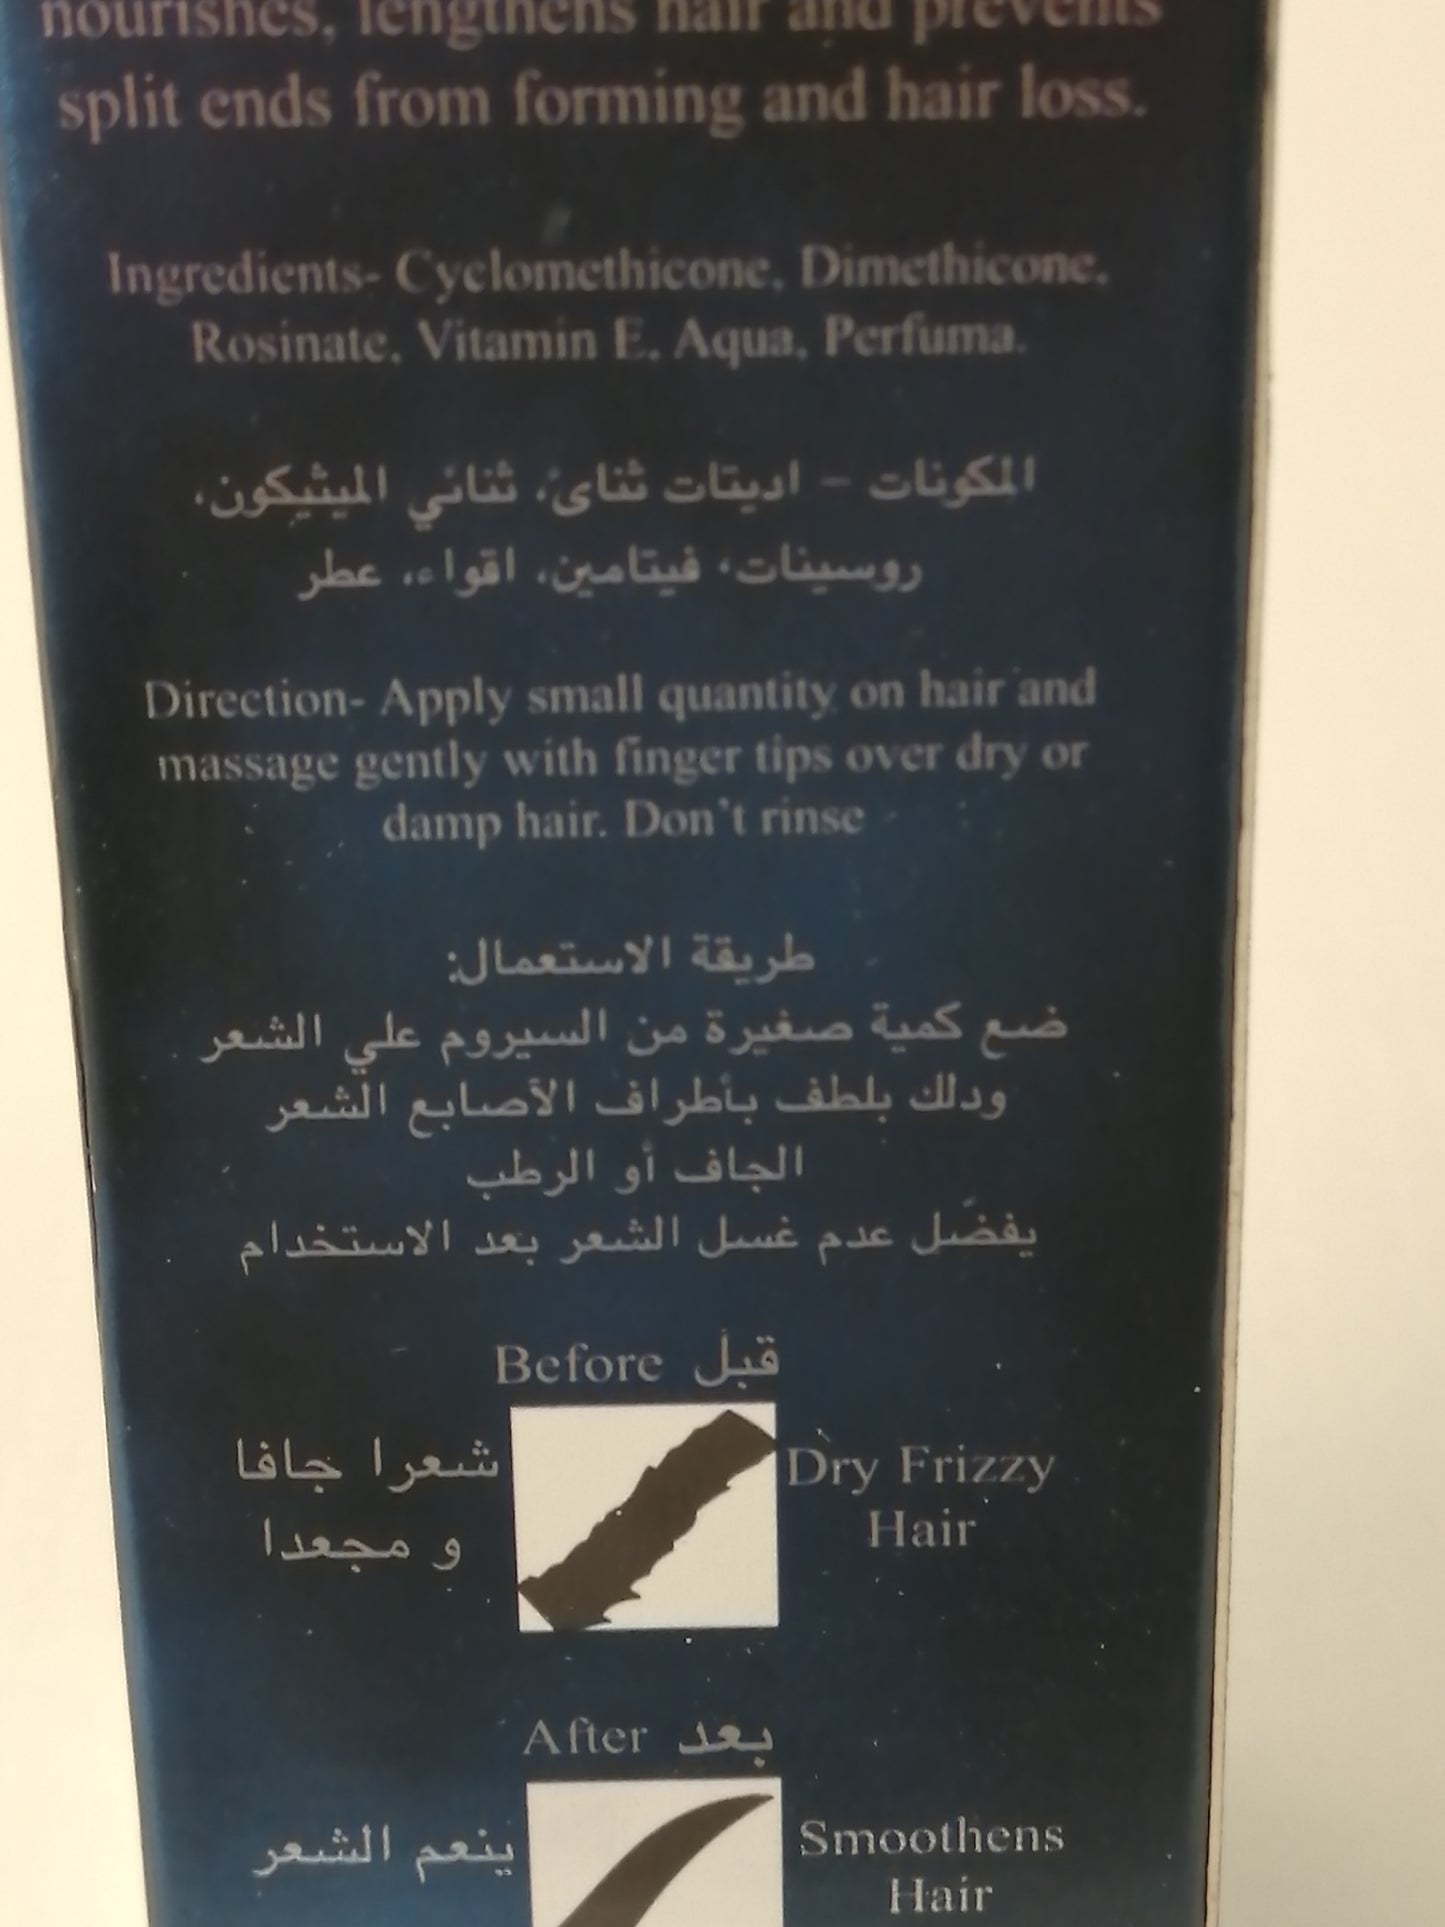 nourishes, lengthens hair and prevents
split ends from forming and hair loss.
Ingredients- Cyclomethicone, Dimethicone,
Rosinate, Vitamin E, Aqua, Perfuma.
المكونات – اديتات ثنائ، ثنائي الميثيكون،
روسينات، فيتامين، اقواء، عطر
Direction- Apply small quantity on hair and
massage gently with finger tips over dry or
damp hair. Don't rinse
طريقة الاستعمال:
ضع كمية صغيرة من السيروم علي الشعر
ودلك بلطف بأطراف الآصابع الشعر
الجاف أو الرطب
يفضّل عدم غسل الشعر بعد الاستخدام
Before قبل
شعرا جافا
و مجعدا
Dry Frizzy
Hair
After بعد
ينعم الشعر
Smoothens
Hair